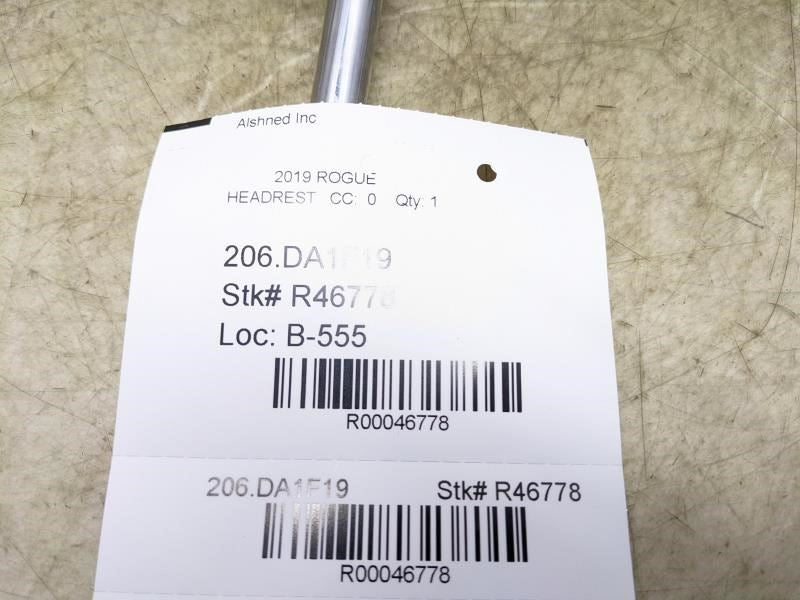 Alshned Inc
2019 ROGUE
HEADREST CC: 0 Qty: 1
206.DA1F19
Stk# R46778
Loc: B-555
R00046778
206.DA1F19 Stk# R46778
R00046778